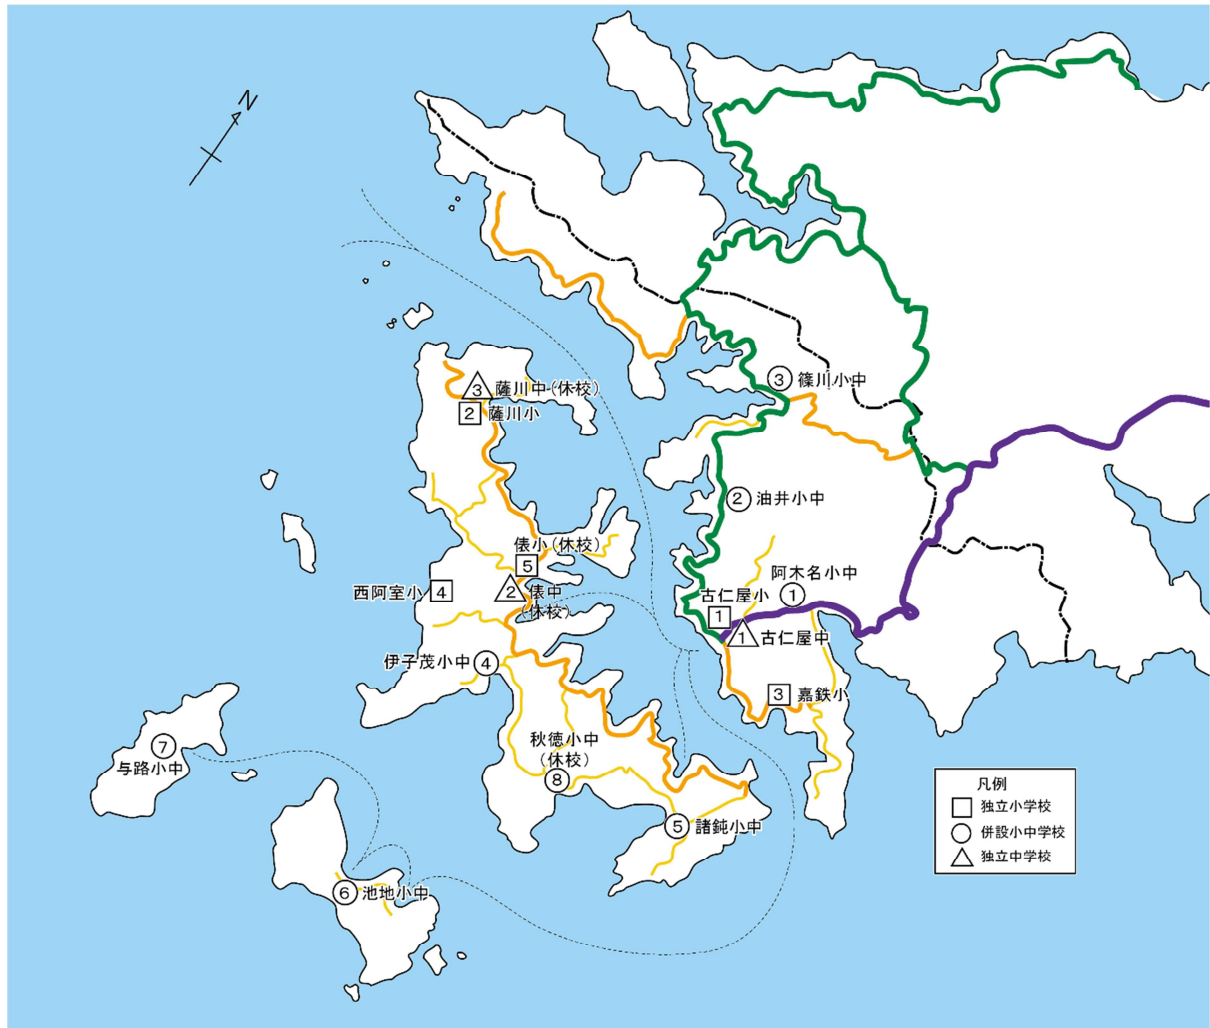 N
3 篠川小中
3 薩川中(休校)
2 薩川小
2 油井小中
俵小(休校)
5
阿木名小中
1
西阿室小 4
2 俵中
(休校)
古仁屋小
1
1 古仁屋中
伊子茂小中 4
3 嘉鉄小
秋徳小中
(休校)
8
7
与路小中
5 諸鈍小中
6 池地小中
凡例
独立小学校
併設小中学校
独立中学校